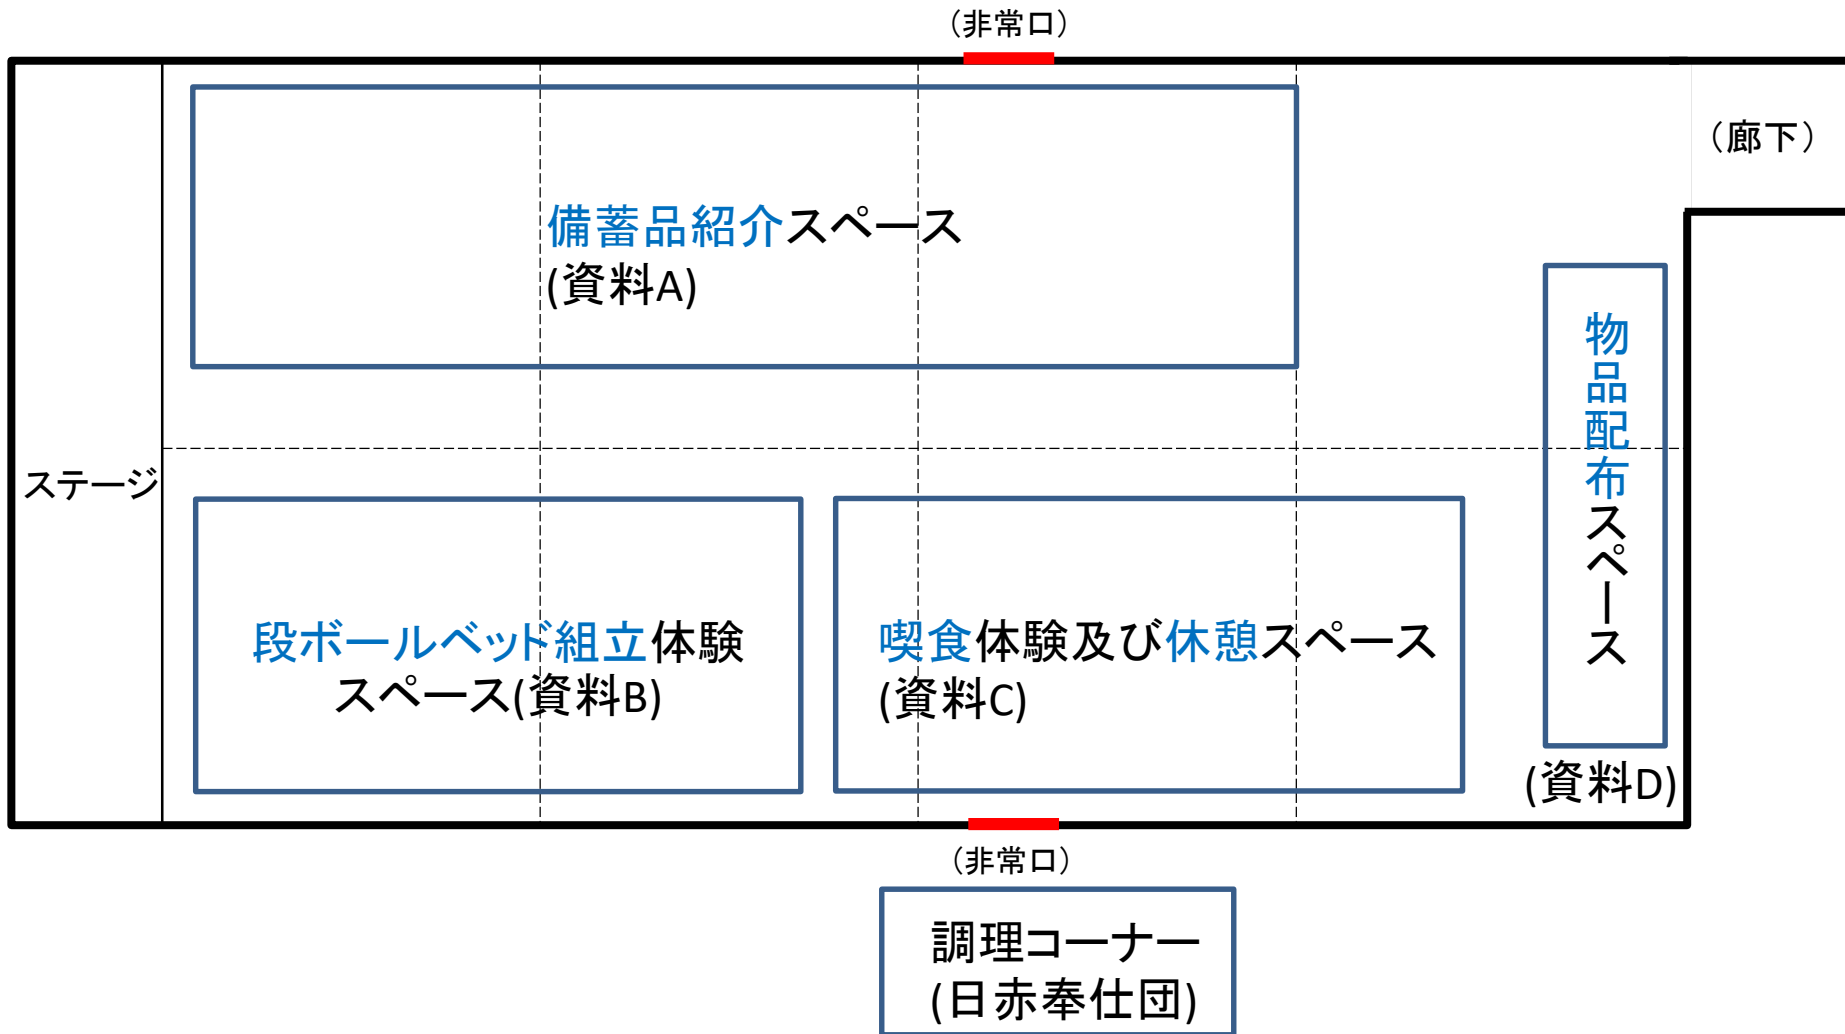 （非常口）
（廊下）
備蓄品紹介スペース
(資料A)
物品配布スペース
ステージ
段ボールベッド組立体験
スペース(資料B)
喫食体験及び休憩スペース
(資料C)
(資料D)
（非常口）
調理コーナー
(日赤奉仕団)